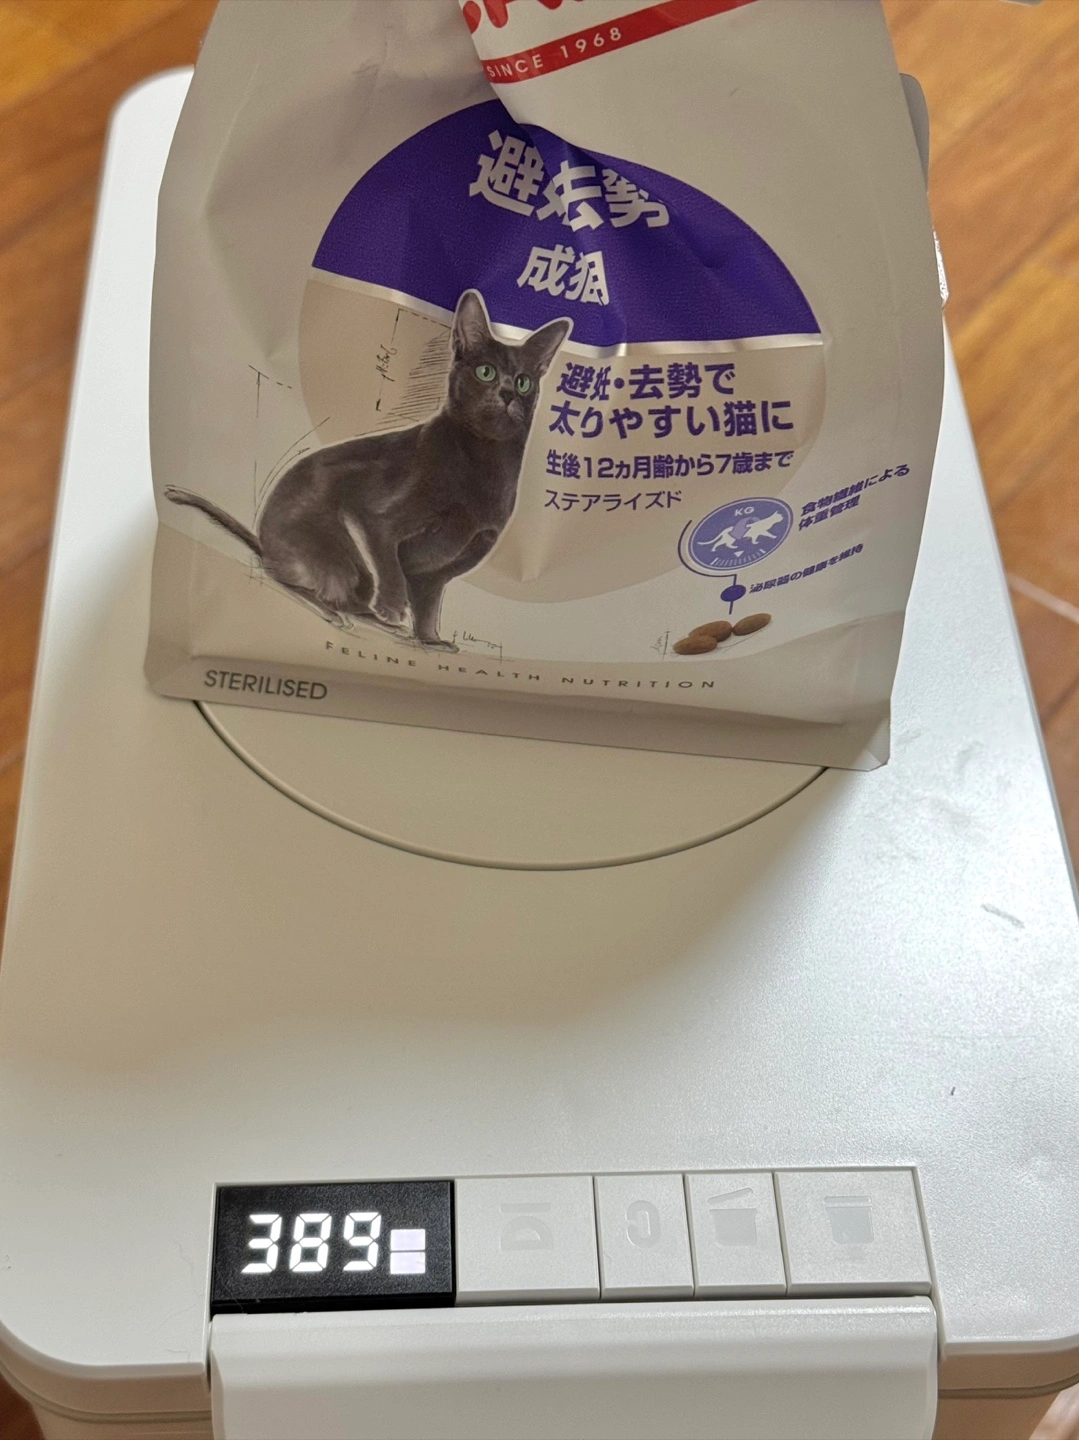 SINCE 1968
避妊去勢
成猫
避妊・去勢で
太りやすい猫に
生後12ヵ月齢から7歳まで
ステアライズド
KG
食物繊維による
体重管理
泌尿器の健康を維持
FELINE HEALTH NUTRITION
STERILISED
389